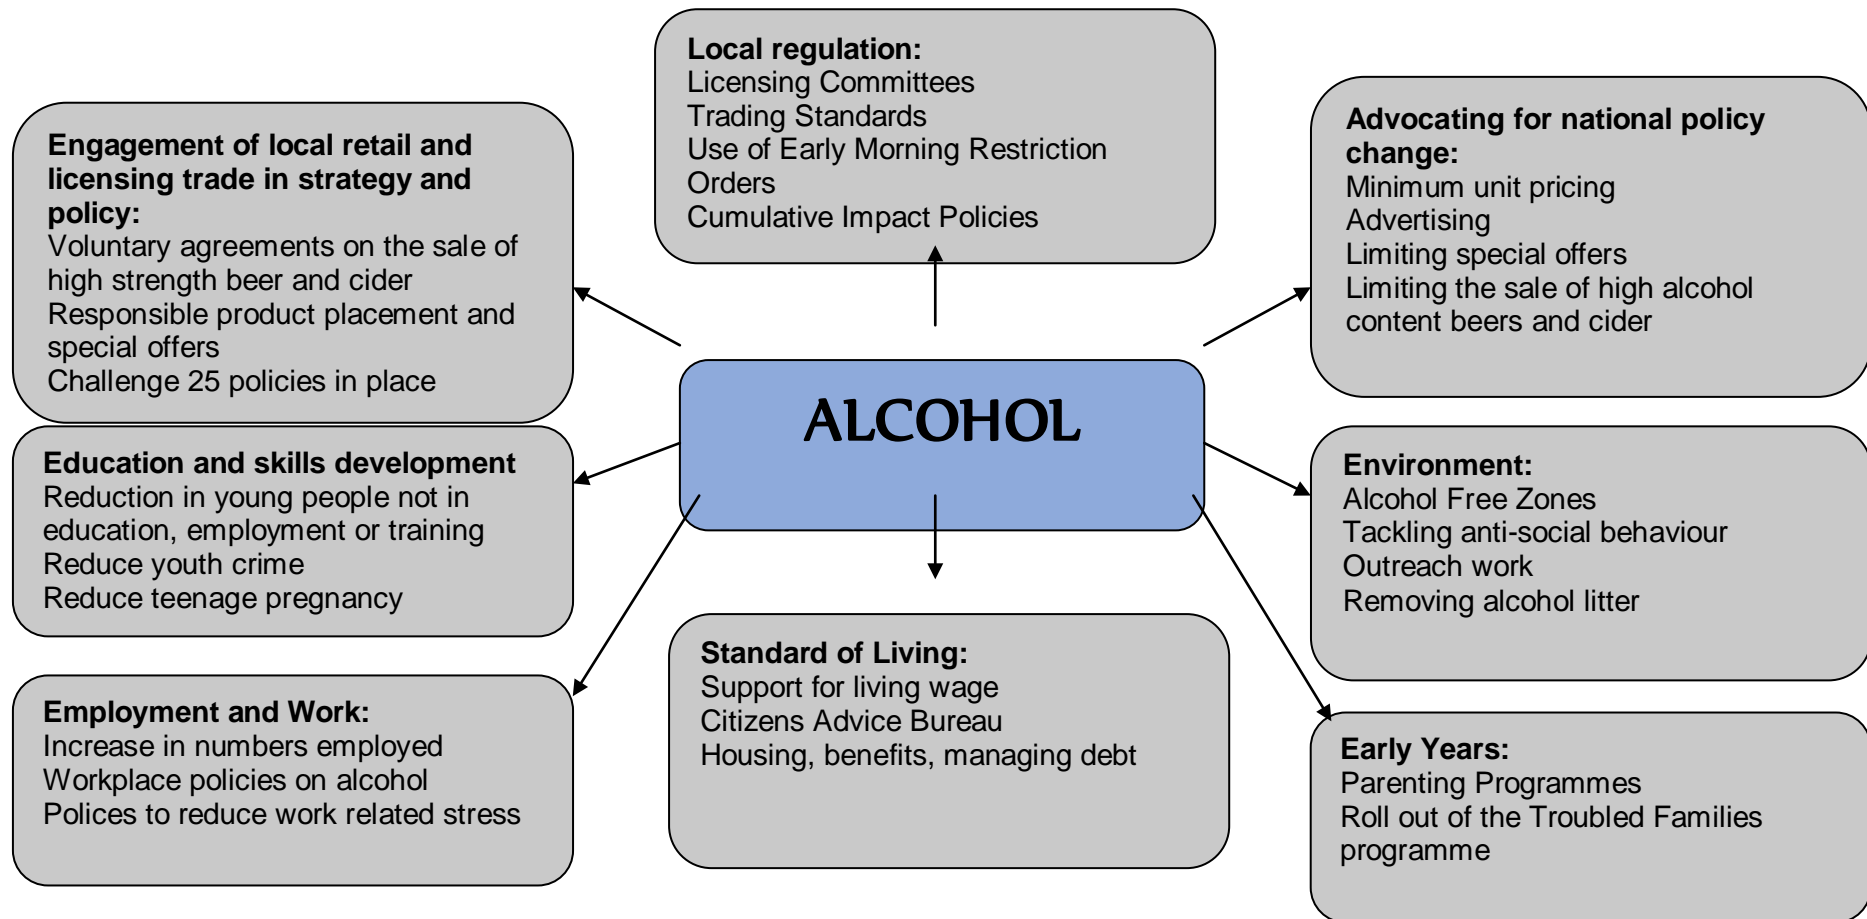 Local regulation:
Licensing Committees
Trading Standards
Use of Early Morning Restriction
Orders
Cumulative Impact Policies
Engagement of local retail and
licensing trade in strategy and
policy:
Voluntary agreements on the sale of
high strength beer and cider
Responsible product placement and
special offers
Challenge 25 policies in place
Advocating for national policy
change:
Minimum unit pricing
Advertising
Limiting special offers
Limiting the sale of high alcohol
content beers and cider
ALCOHOL
Education and skills development
Reduction in young people not in
education, employment or training
Reduce youth crime
Reduce teenage pregnancy
Environment:
Alcohol Free Zones
Tackling anti-social behaviour
Outreach work
Removing alcohol litter
Employment and Work:
Increase in numbers employed
Workplace policies on alcohol
Polices to reduce work related stress
Standard of Living:
Support for living wage
Citizens Advice Bureau
Housing, benefits, managing debt
Early Years:
Parenting Programmes
Roll out of the Troubled Families
programme